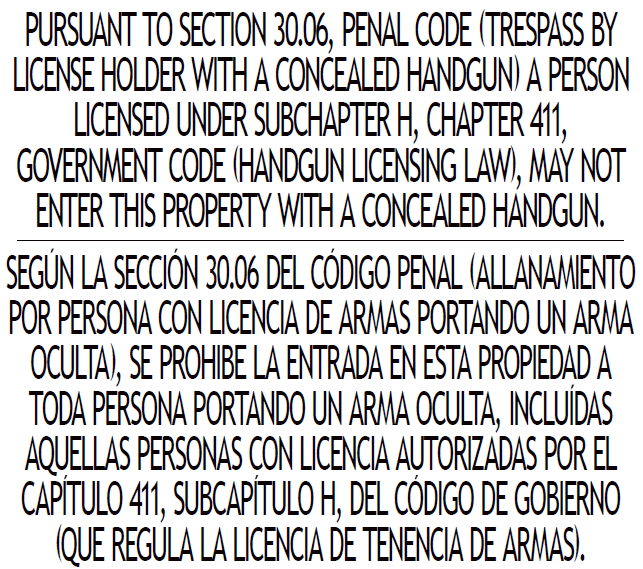 PURSUANT TO SECTION 30.06, PENAL CODE (TRESPASS BY
LICENSE HOLDER WITH A CONCEALED HANDGUN) A PERSON
LICENSED UNDER SUBCHAPTER H, CHAPTER 411,
GOVERNMENT CODE (HANDGUN LICENSING LAW), MAY NOT
ENTER THIS PROPERTY WITH A CONCEALED HANDGUN.
SEGÚN LA SECCIÓN 30.06 DEL CÓDIGO PENAL (ALLANAMIENTO
POR PERSONA CON LICENCIA DE ARMAS PORTANDO UN ARMA
OCULTA), SE PROHIBE LA ENTRADA EN ESTA PROPIEDAD A
TODA PERSONA PORTANDO UN ARMA OCULTA, INCLUÍDAS
AQUELLAS PERSONAS CON LICENCIA AUTORIZADAS POR EL
CAPÍTULO 411, SUBCAPÍTULO H, DEL CÓDIGO DE GOBIERNO
(QUE REGULA LA LICENCIA DE TENENCIA DE ARMAS).